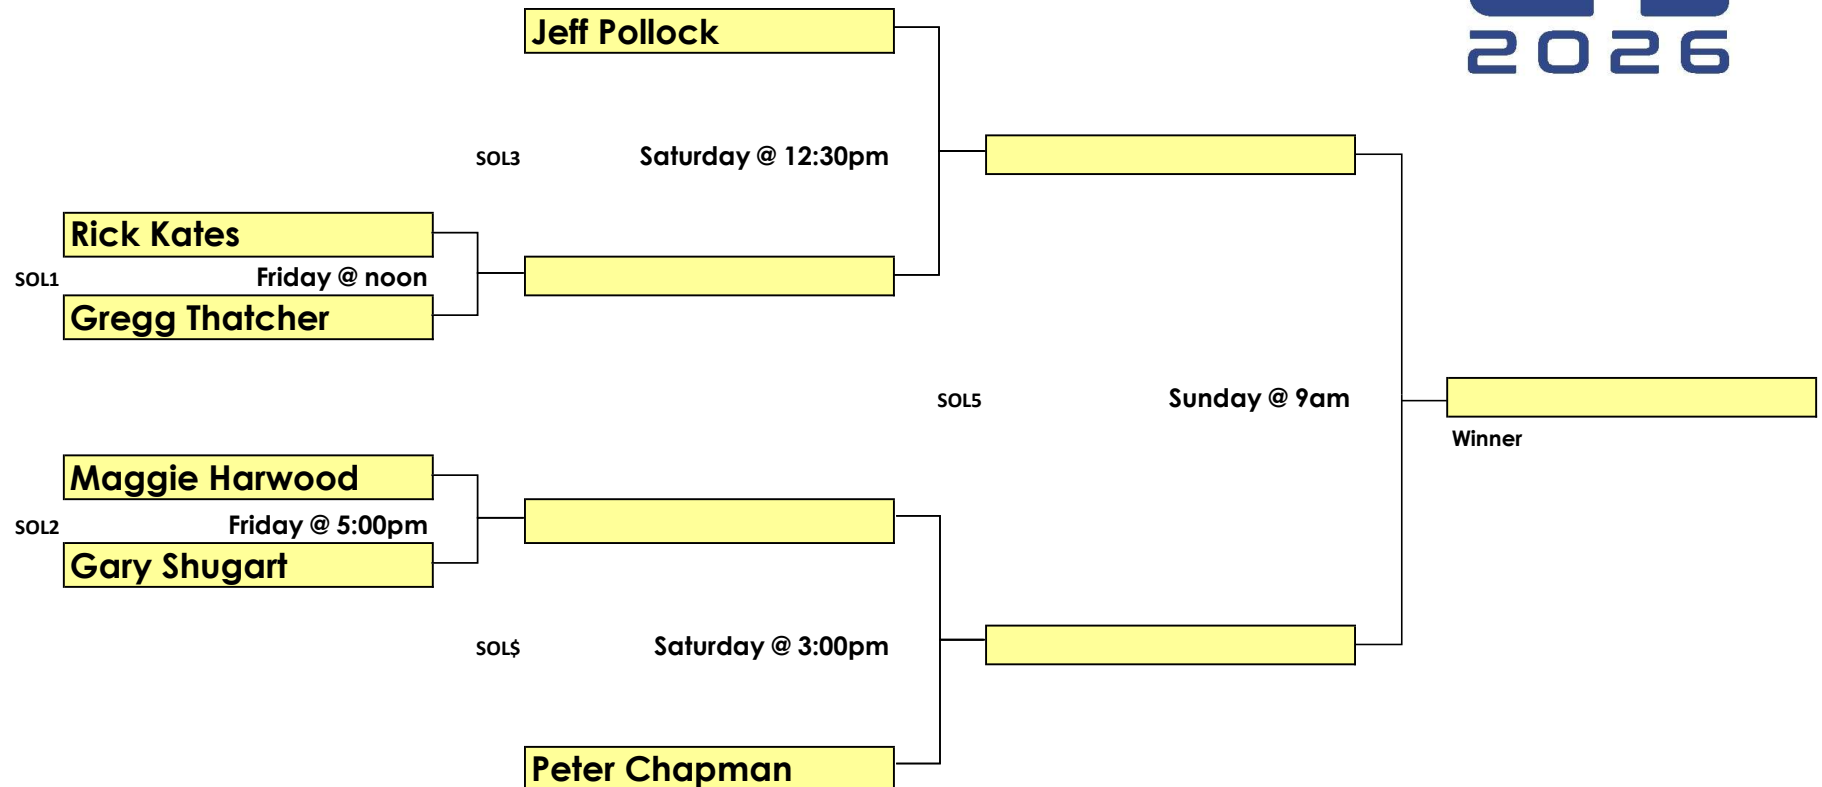 Jeff Pollock
2026
SOL3 Saturday @ 12:30pm
Rick Kates
SOL1 Friday @ noon
Gregg Thatcher
SOL5 Sunday @ 9am
Winner
Maggie Harwood
SOL2 Friday @ 5:00pm
Gary Shugart
SOL$ Saturday @ 3:00pm
Peter Chapman